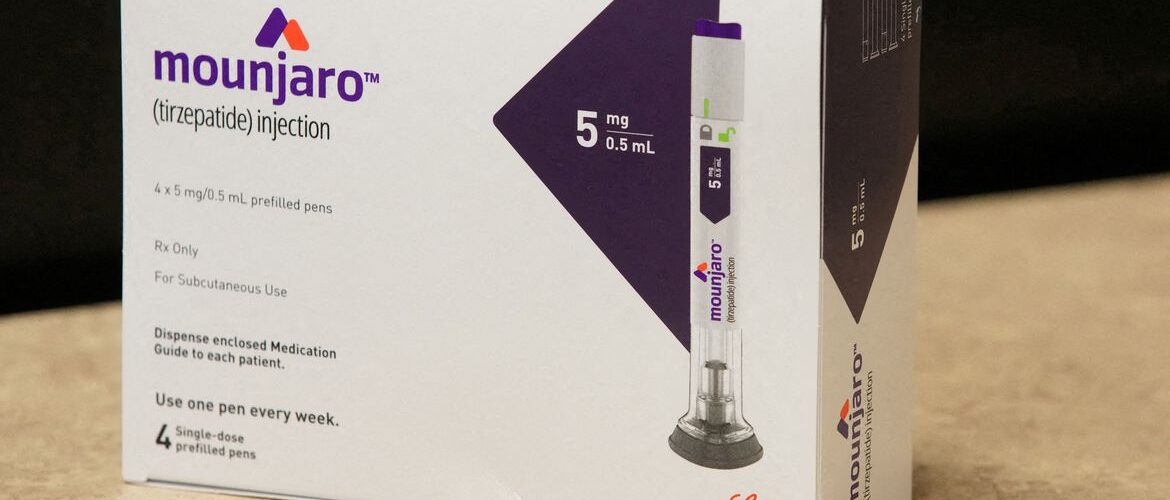 mounjaro™
(tirzepatide) injection
4 x 5 mg/0.5 mL prefilled pens
Rx Only
For Subcutaneous Use
Dispense enclosed Medication
Guide to each patient.
Use one pen every week.
4 Single-dose
prefilled pens
5 mg
0.5 mL
5 mg
0.5 mL
mounjaro™
(tirzepatide) injection
5 mg
0.5 mL
mounjaro™
(tirzepatide) injection